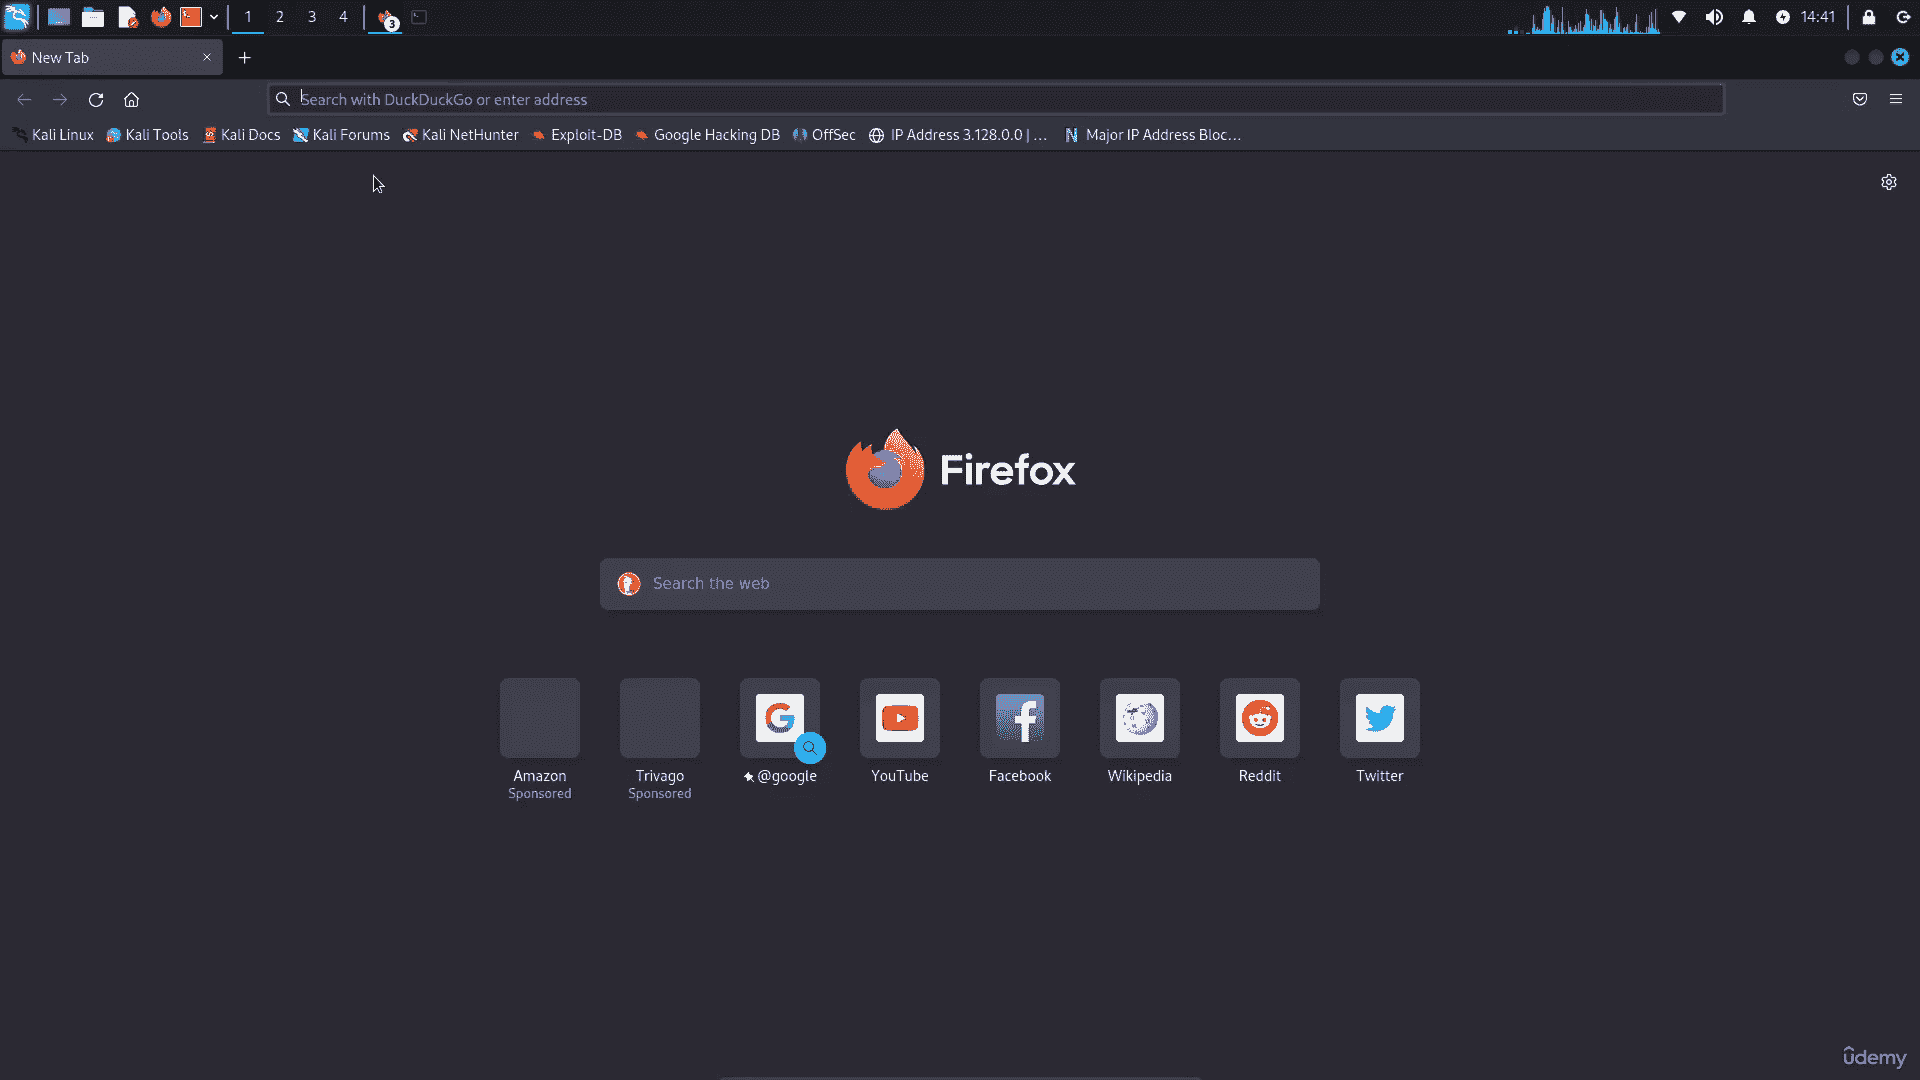 1 2 3 4 3 14:41
New Tab
Search with DuckDuckGo or enter address
Kali Linux Kali Tools Kali Docs Kali Forums Kali NetHunter Exploit-DB Google Hacking DB OffSec IP Address 3.128.0.0 | ... Major IP Address Bloc...
Firefox
Search the web
Amazon Trivago @google YouTube Facebook Wikipedia Reddit Twitter
Sponsored Sponsored
ûdemy